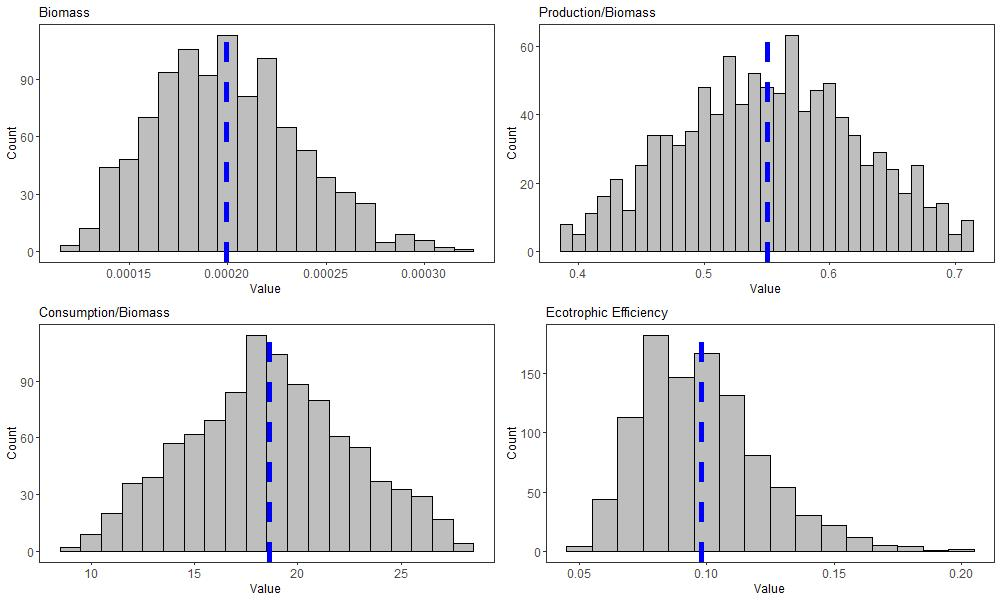 Biomass
Count
90
60
30
0
0.00015 0.00020 0.00025 0.00030
Value
Production/Biomass
Count
60
40
20
0
0.4 0.5 0.6 0.7
Value
Consumption/Biomass
Count
90
60
30
0
10 15 20 25
Value
Ecotrophic Efficiency
Count
150
100
50
0
0.05 0.10 0.15 0.20
Value